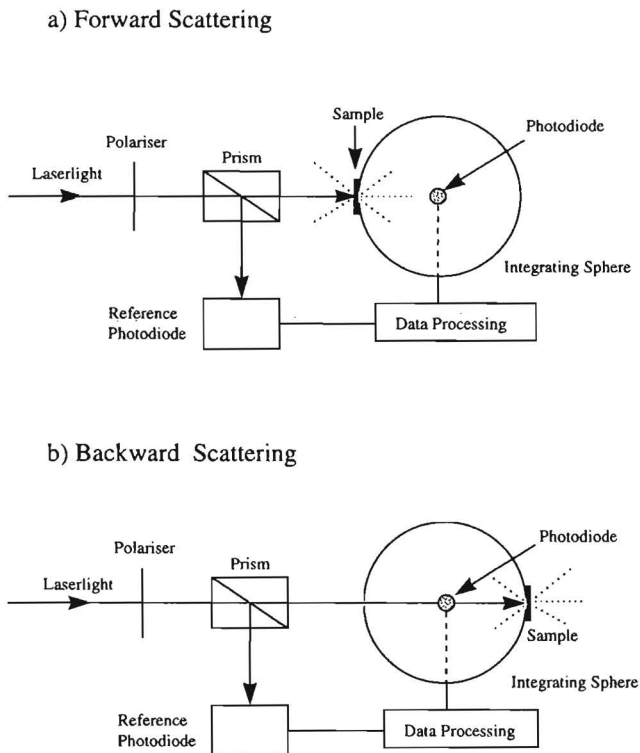 a) Forward Scattering
Sample
Photodiode
Polariser
Prism
Laserlight
Integrating Sphere
Reference
Photodiode
Data Processing
b) Backward Scattering
Photodiode
Polariser
Prism
Laserlight
Sample
Integrating Sphere
Reference
Photodiode
Data Processing